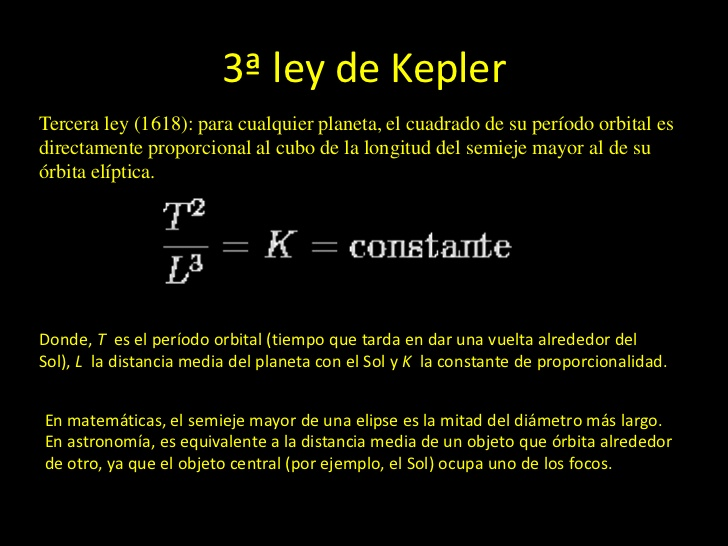 3ª ley de Kepler
Tercera ley (1618): para cualquier planeta, el cuadrado de su período orbital es
directamente proporcional al cubo de la longitud del semieje mayor al de su
órbita elíptica.
T²/L³ = K = constante
Donde, T es el período orbital (tiempo que tarda en dar una vuelta alrededor del
Sol), L la distancia media del planeta con el Sol y K la constante de proporcionalidad.
En matemáticas, el semieje mayor de una elipse es la mitad del diámetro más largo.
En astronomía, es equivalente a la distancia media de un objeto que órbita alrededor
de otro, ya que el objeto central (por ejemplo, el Sol) ocupa uno de los focos.